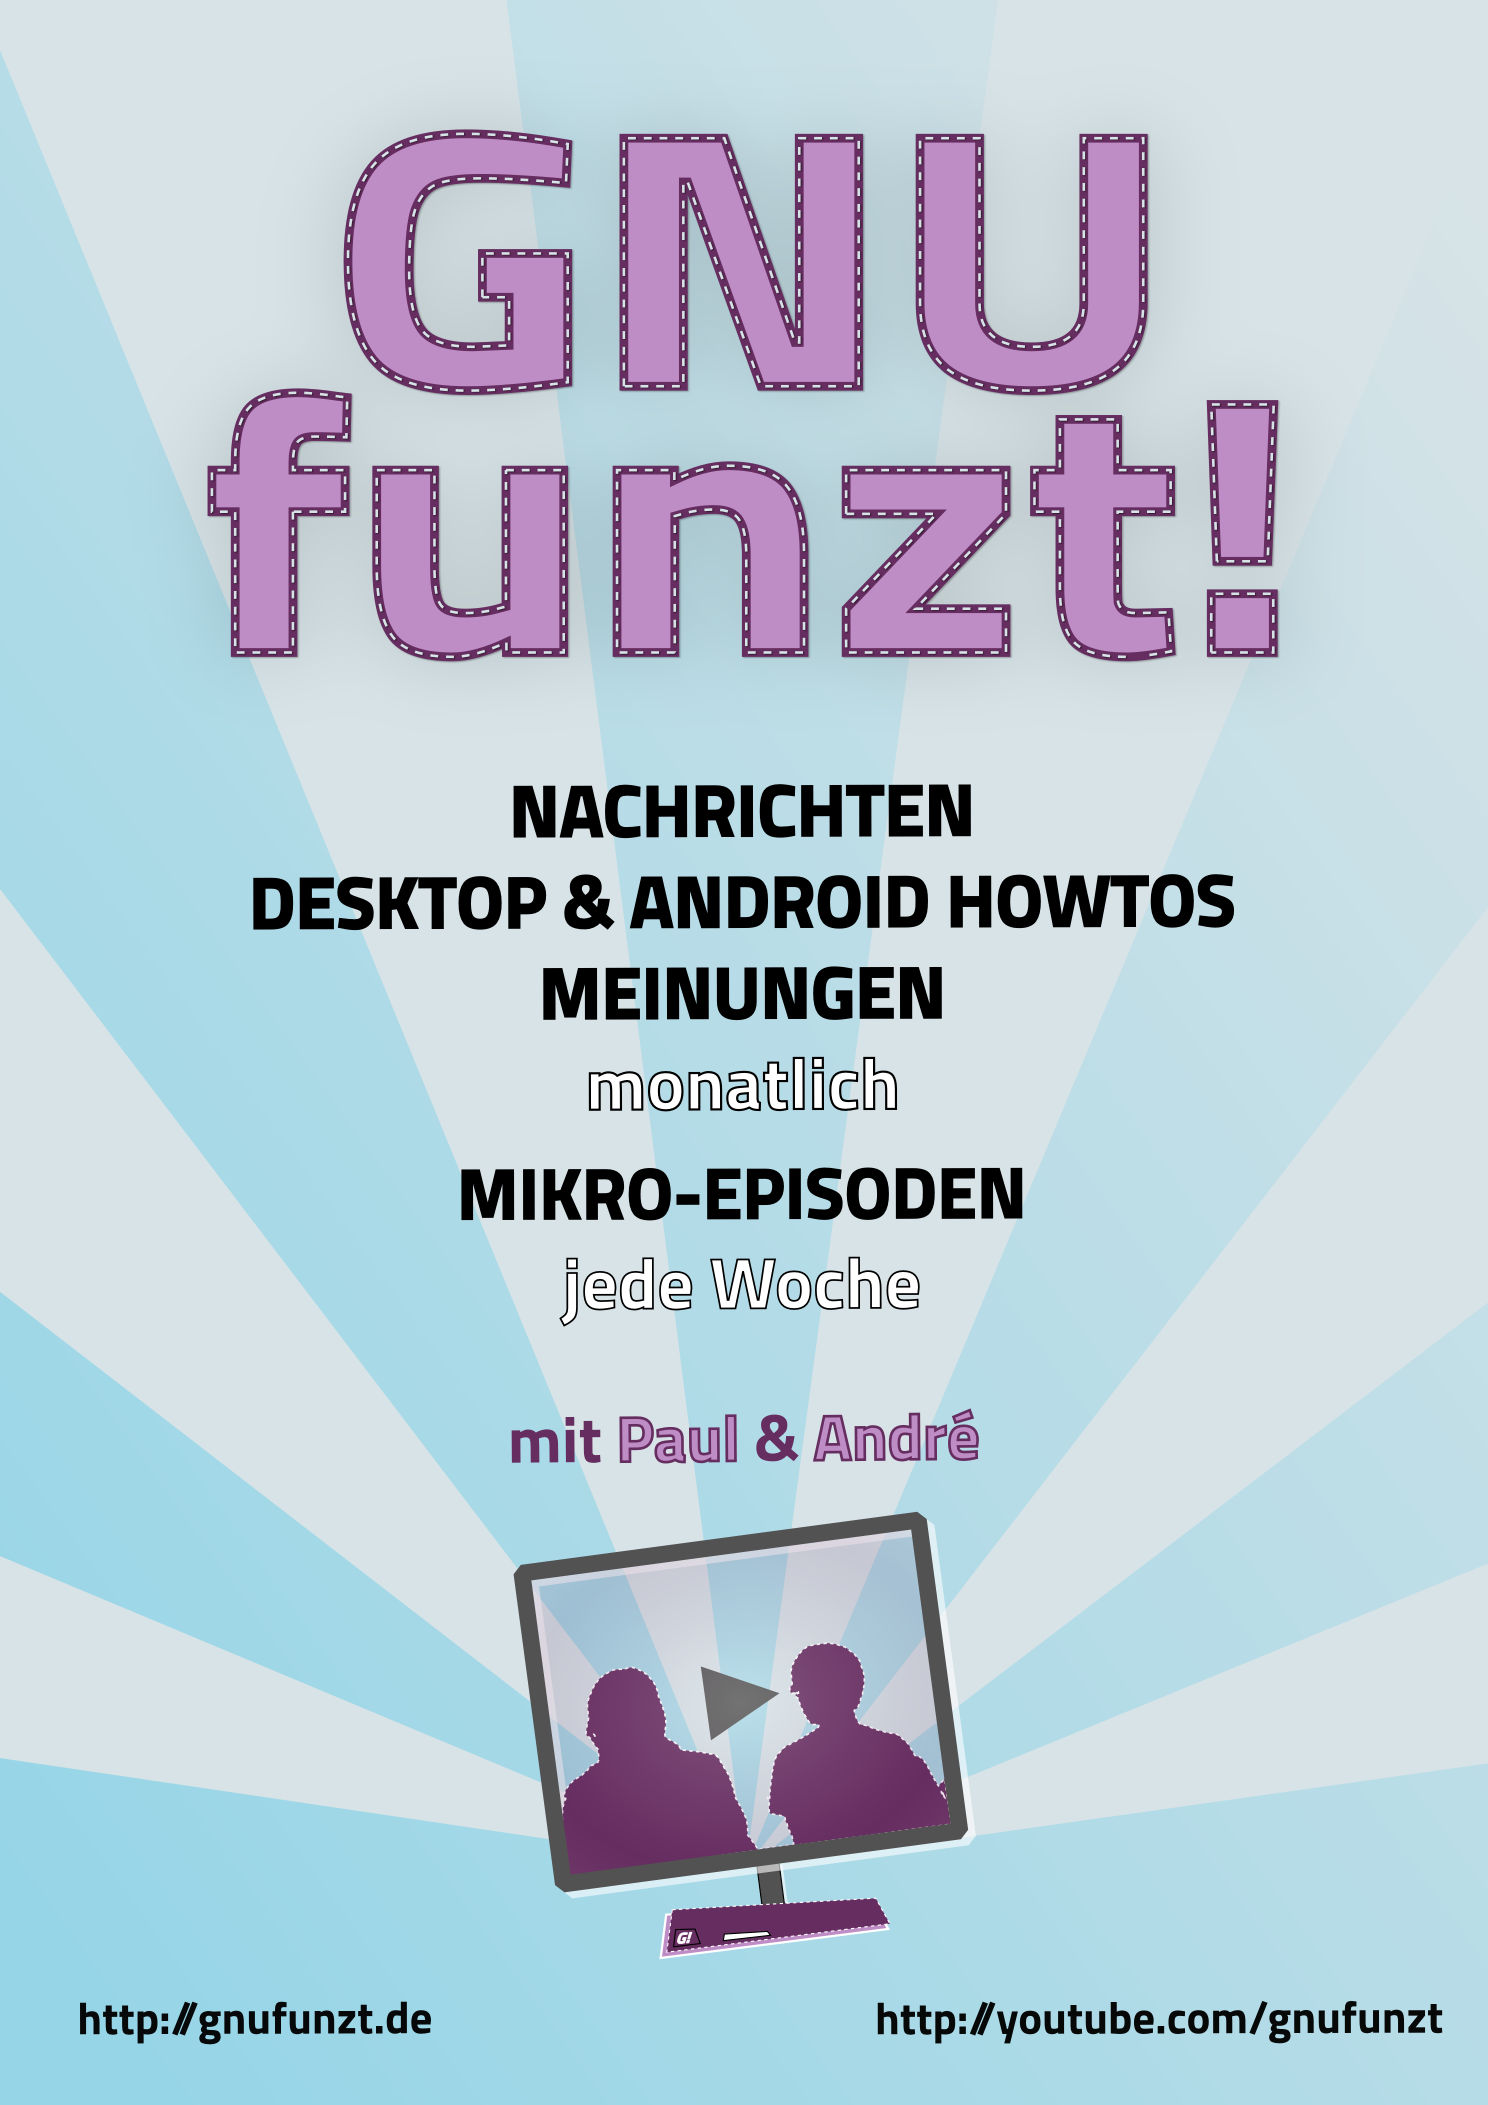 GNU
funzt!
NACHRICHTEN
DESKTOP & ANDROID HOWTOS
MEINUNGEN
monatlich
MIKRO-EPISODEN
jede Woche
mit Paul & André
G!
http://gnufunzt.de
http://youtube.com/gnufunzt